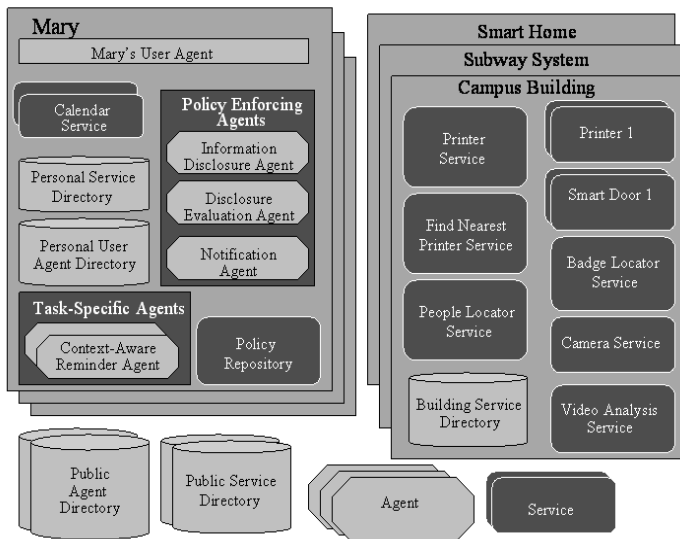 Mary
Mary's User Agent
Calendar
Service
Policy Enforcing
Agents
Information
Disclosure Agent
Disclosure
Evaluation Agent
Notification
Agent
Personal Service
Directory
Personal User
Agent Directory
Task-Specific Agents
Context-Aware
Reminder Agent
Policy
Repository
Smart Home
Subway System
Campus Building
Printer
Service
Printer 1
Smart Door 1
Find Nearest
Printer Service
Badge Locator
Service
People Locator
Service
Camera Service
Building Service
Directory
Video Analysis
Service
Public
Agent
Directory
Public Service
Directory
Agent
Service